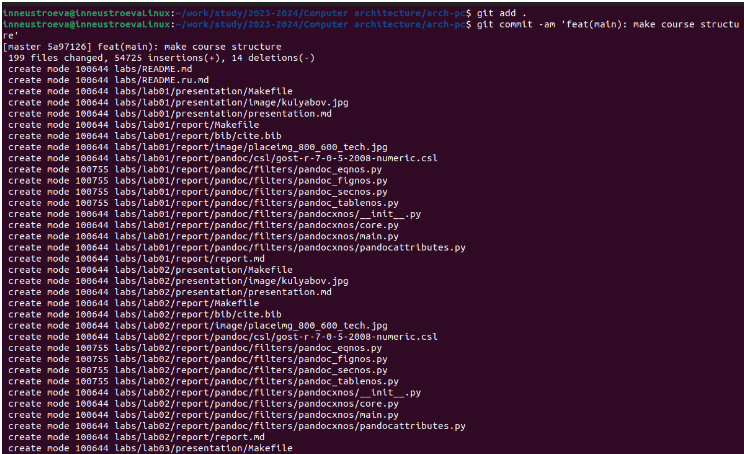 inneustroeva@inneustroevaLinux:~/work/study/2023-2024/Computer architecture/arch-pc$ git add .
inneustroeva@inneustroevaLinux:~/work/study/2023-2024/Computer architecture/arch-pc$ git commit -am 'feat(main): make course structu
re'
[master 5a97126] feat(main): make course structure
 199 files changed, 54725 insertions(+), 14 deletions(-)
 create mode 100644 labs/README.md
 create mode 100644 labs/README.ru.md
 create mode 100644 labs/lab01/presentation/Makefile
 create mode 100644 labs/lab01/presentation/image/kulyabov.jpg
 create mode 100644 labs/lab01/presentation/presentation.md
 create mode 100644 labs/lab01/report/Makefile
 create mode 100644 labs/lab01/report/bib/cite.bib
 create mode 100644 labs/lab01/report/image/placeimg_800_600_tech.jpg
 create mode 100644 labs/lab01/report/pandoc/csl/gost-r-7-0-5-2008-numeric.csl
 create mode 100755 labs/lab01/report/pandoc/filters/pandoc_eqnos.py
 create mode 100755 labs/lab01/report/pandoc/filters/pandoc_fignos.py
 create mode 100755 labs/lab01/report/pandoc/filters/pandoc_secnos.py
 create mode 100755 labs/lab01/report/pandoc/filters/pandoc_tablenos.py
 create mode 100644 labs/lab01/report/pandoc/filters/pandocxnos/__init__.py
 create mode 100644 labs/lab01/report/pandoc/filters/pandocxnos/core.py
 create mode 100644 labs/lab01/report/pandoc/filters/pandocxnos/main.py
 create mode 100644 labs/lab01/report/pandoc/filters/pandocxnos/pandocattributes.py
 create mode 100644 labs/lab01/report/report.md
 create mode 100644 labs/lab02/presentation/Makefile
 create mode 100644 labs/lab02/presentation/image/kulyabov.jpg
 create mode 100644 labs/lab02/presentation/presentation.md
 create mode 100644 labs/lab02/report/Makefile
 create mode 100644 labs/lab02/report/bib/cite.bib
 create mode 100644 labs/lab02/report/image/placeimg_800_600_tech.jpg
 create mode 100644 labs/lab02/report/pandoc/csl/gost-r-7-0-5-2008-numeric.csl
 create mode 100755 labs/lab02/report/pandoc/filters/pandoc_eqnos.py
 create mode 100755 labs/lab02/report/pandoc/filters/pandoc_fignos.py
 create mode 100755 labs/lab02/report/pandoc/filters/pandoc_secnos.py
 create mode 100755 labs/lab02/report/pandoc/filters/pandoc_tablenos.py
 create mode 100644 labs/lab02/report/pandoc/filters/pandocxnos/__init__.py
 create mode 100644 labs/lab02/report/pandoc/filters/pandocxnos/core.py
 create mode 100644 labs/lab02/report/pandoc/filters/pandocxnos/main.py
 create mode 100644 labs/lab02/report/pandoc/filters/pandocxnos/pandocattributes.py
 create mode 100644 labs/lab02/report/report.md
 create mode 100644 labs/lab03/presentation/Makefile